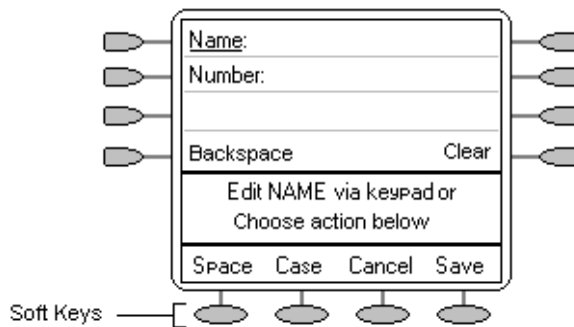 Name:
Number:
Backspace Clear
Edit NAME via keypad or
Choose action below
Space Case Cancel Save
Soft Keys